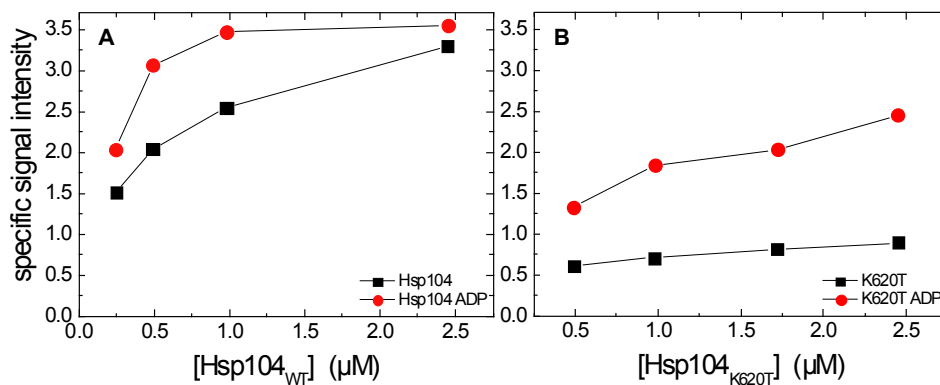 specific signal intensity
A
3.5
3.0
2.5
2.0
1.5
1.0
0.5
0.0
Hsp104
Hsp104 ADP
0.0 0.5 1.0 1.5 2.0 2.5
[Hsp104WT] (µM)
B
3.5
3.0
2.5
2.0
1.5
1.0
0.5
0.0
K620T
K620T ADP
0.5 1.0 1.5 2.0 2.5
[Hsp104K620T] (µM)